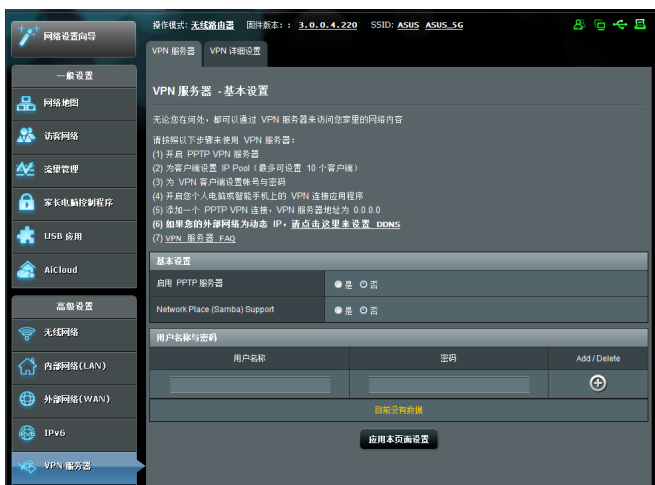 网络设置向导
操作模式: 无线路由器 固件版本: : 3.0.0.4.220 SSID: ASUS ASUS_5G
VPN 服务器 VPN 详细设置
一般设置
网络地图
访客网络
流量管理
家长电脑控制程序
USB 应用
AiCloud
高级设置
无线网络
内部网络(LAN)
外部网络(WAN)
IPv6
VPN 服务器
VPN 服务器 - 基本设置
无论您在何处，都可以通过 VPN 服务器来访问您家里的网络内容
请按照以下步骤来使用 VPN 服务器:
(1) 开启 PPTP VPN 服务器
(2) 为客户端设置 IP Pool (最多可设置 10 个客户端)
(3) 为 VPN 客户端设置帐号与密码
(4) 开启您个人电脑或智能手机上的 VPN 连接应用程序
(5) 添加一个 PPTP VPN 连接，VPN 服务器地址为 0.0.0.0
(6) 如果您的外部网络为动态 IP，请点击这里来设置 DDNS
(7) VPN 服务器 FAQ
基本设置
启用 PPTP 服务器 是 否
Network Place (Samba) Support 是 否
用户名称与密码
用户名称 密码 Add / Delete
目前没有数据
应用本页面设置